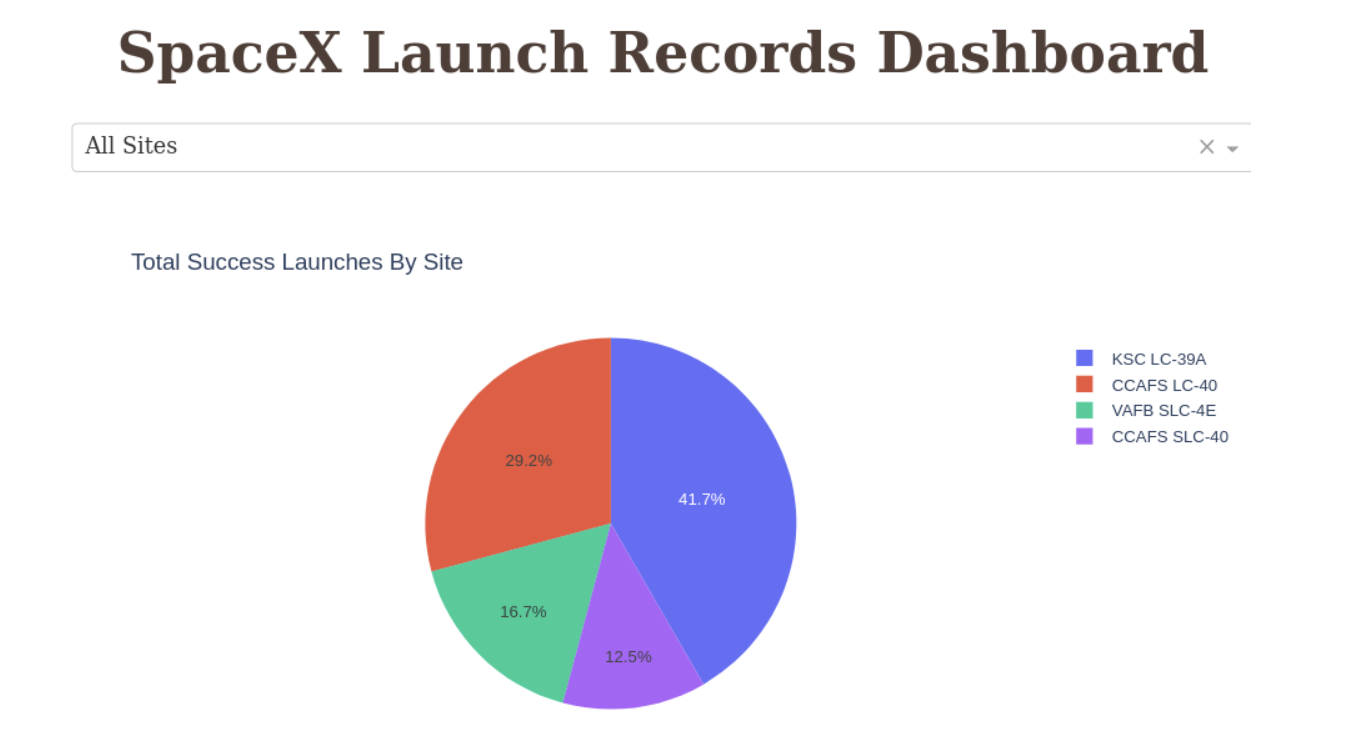 SpaceX Launch Records Dashboard
All Sites
Total Success Launches By Site
KSC LC-39A
CCAFS LC-40
VAFB SLC-4E
CCAFS SLC-40
29.2%
41.7%
16.7%
12.5%